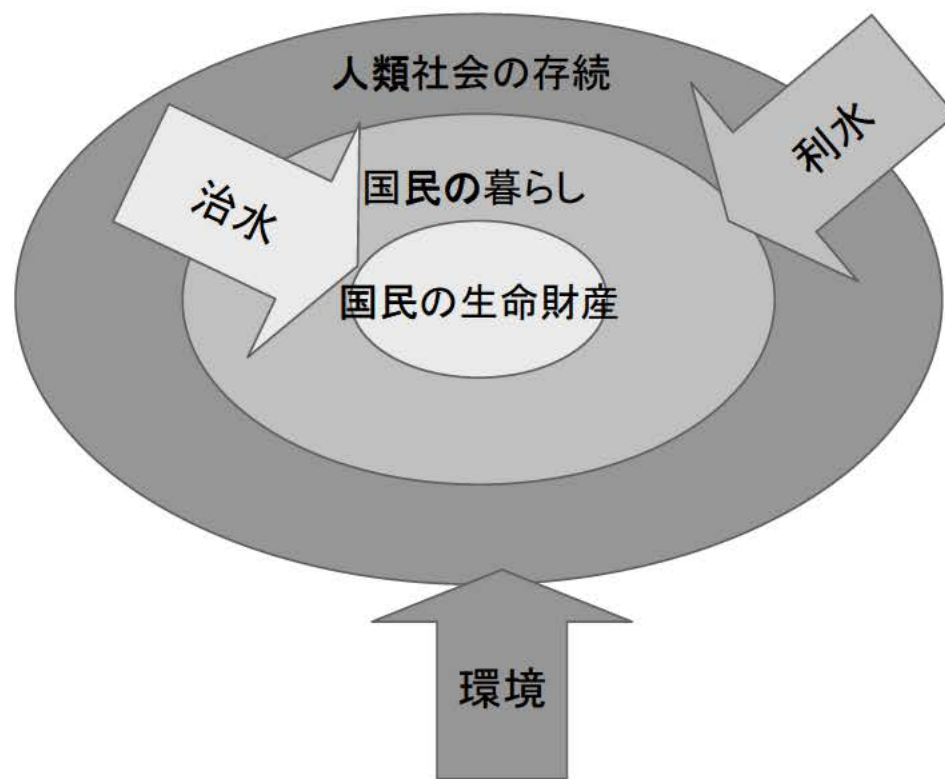 人類社会の存続
利水
治水
国民の暮らし
国民の生命財産
環境